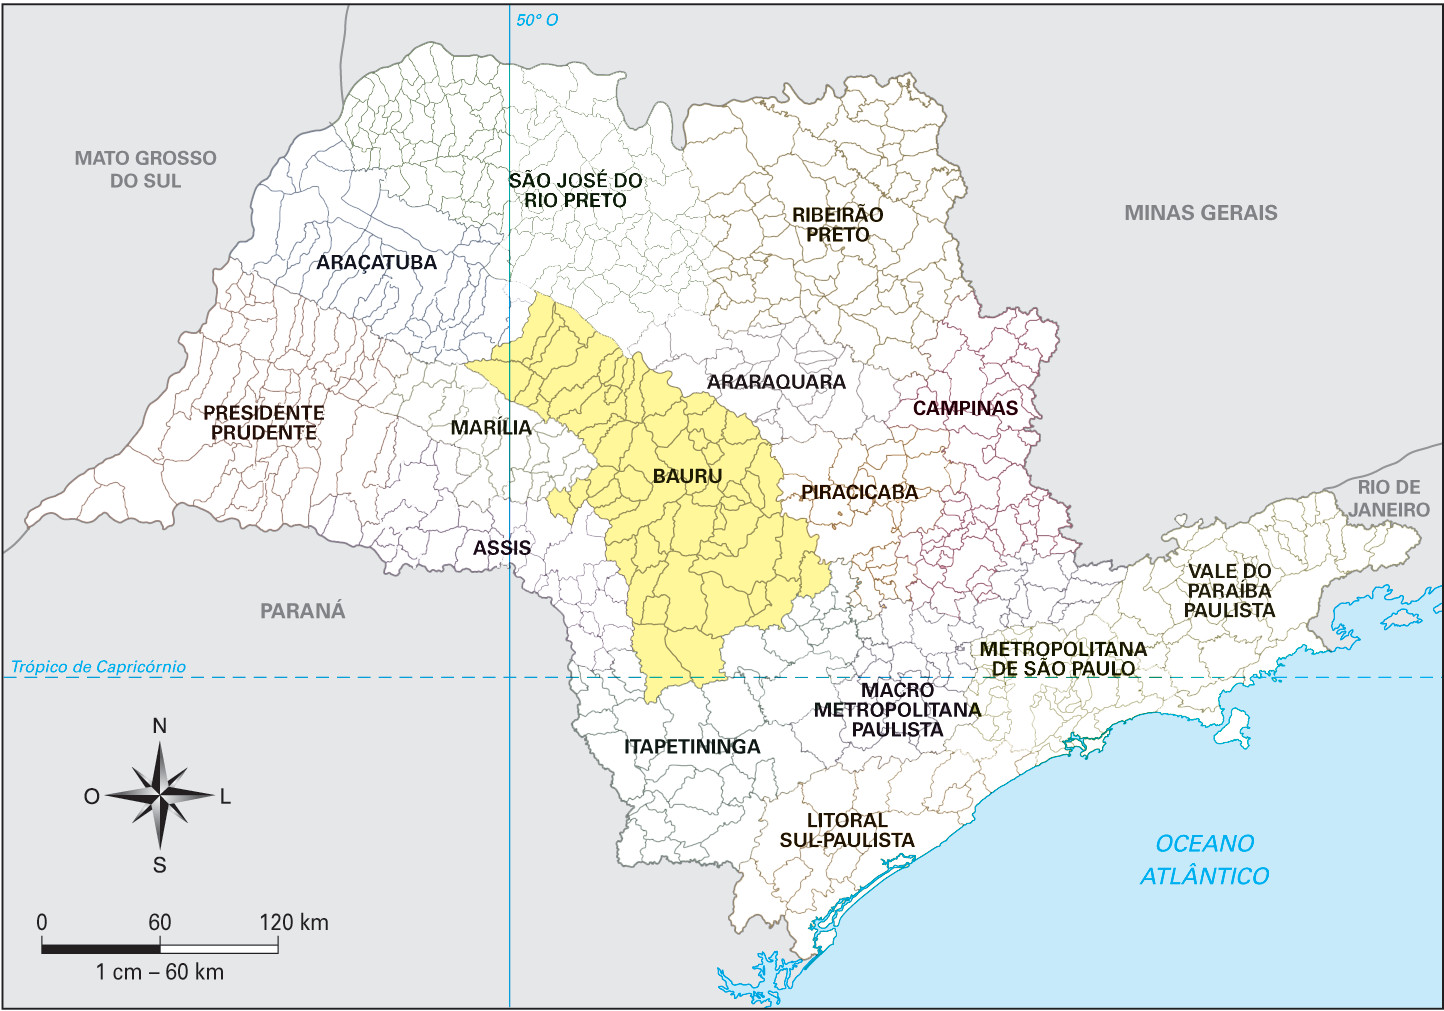 50° O
MATO GROSSO
DO SUL
SÃO JOSÉ DO
RIO PRETO
RIBEIRÃO
PRETO
MINAS GERAIS
ARAÇATUBA
ARARAQUARA
CAMPINAS
PRESIDENTE
PRUDENTE
MARÍLIA
BAURU
PIRACICABA
RIO DE
JANEIRO
ASSIS
VALE DO
PARAÍBA
PAULISTA
PARANÁ
METROPOLITANA
DE SÃO PAULO
Trópico de Capricórnio
MACRO
METROPOLITANA
PAULISTA
ITAPETININGA
N
O
L
S
LITORAL
SUL-PAULISTA
OCEANO
ATLÂNTICO
0 60 120 km
1 cm – 60 km